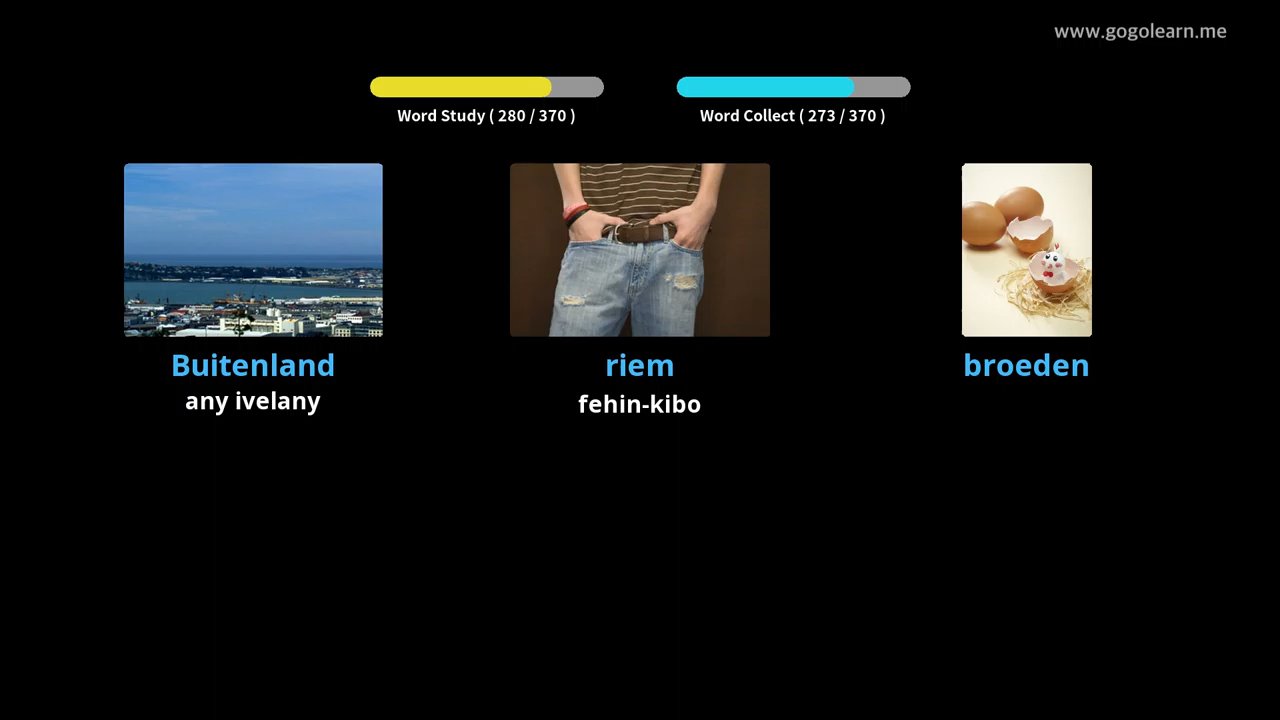 www.gogolearn.me
Word Study ( 280 / 370 )
Word Collect ( 273 / 370 )
Buitenland
any ivelany
riem
fehin-kibo
broeden